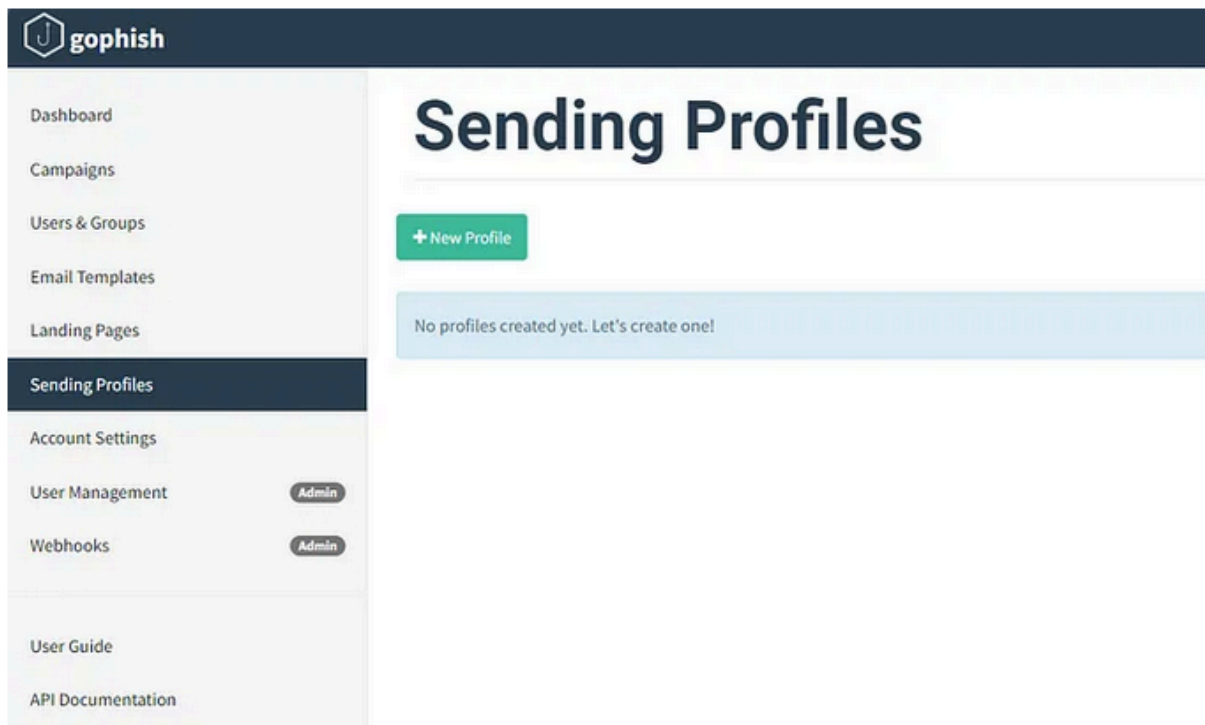 gophish
Dashboard
Campaigns
Users & Groups
Email Templates
Landing Pages
Sending Profiles
Account Settings
User Management Admin
Webhooks Admin
User Guide
API Documentation
Sending Profiles
+ New Profile
No profiles created yet. Let's create one!